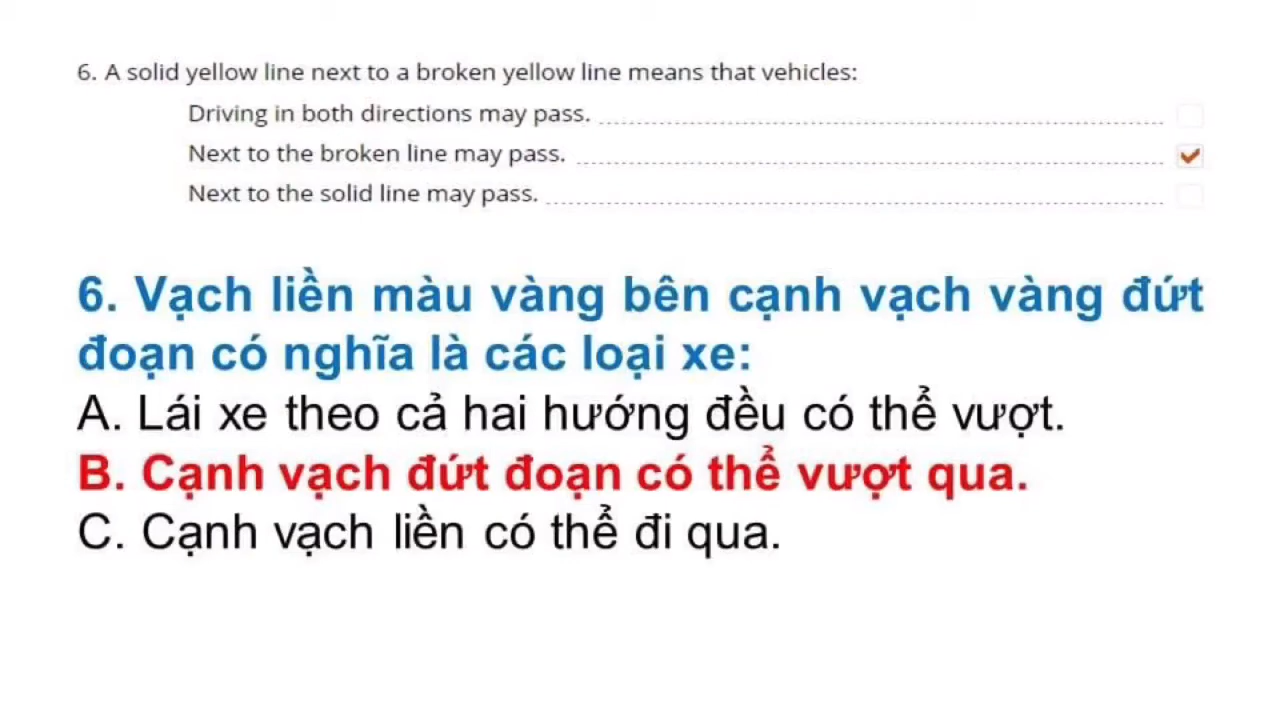 6. A solid yellow line next to a broken yellow line means that vehicles:
Driving in both directions may pass.
Next to the broken line may pass.
Next to the solid line may pass.
6. Vạch liền màu vàng bên cạnh vạch vàng đứt
đoạn có nghĩa là các loại xe:
A. Lái xe theo cả hai hướng đều có thể vượt.
B. Cạnh vạch đứt đoạn có thể vượt qua.
C. Cạnh vạch liền có thể đi qua.